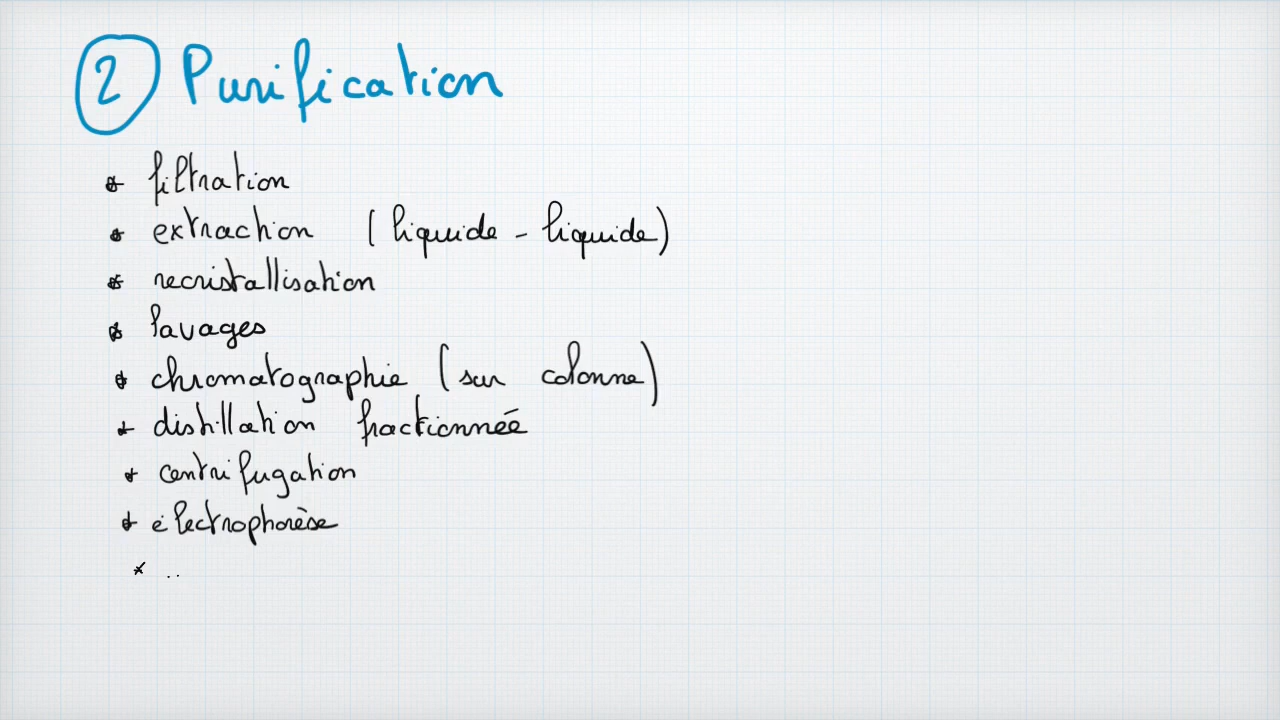 2 Purification
* filtration
* extraction (liquide - liquide)
* recristallisation
* lavages
* chromatographie (sur colonne)
* distillation fractionnée
* centrifugation
* électrophorèse
* ..